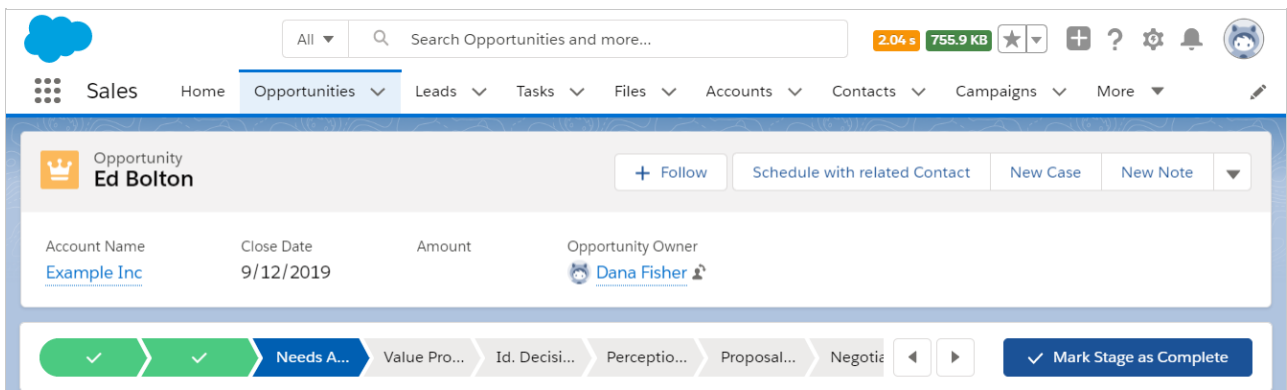 All
Search Opportunities and more...
2.04 s 755.9 KB
Sales Home Opportunities Leads Tasks Files Accounts Contacts Campaigns More
Opportunity
Ed Bolton
+ Follow Schedule with related Contact New Case New Note
Account Name Close Date Amount Opportunity Owner
Example Inc 9/12/2019 Dana Fisher
Needs A... Value Pro... Id. Decisi... Perceptio... Proposal... Negotia Mark Stage as Complete